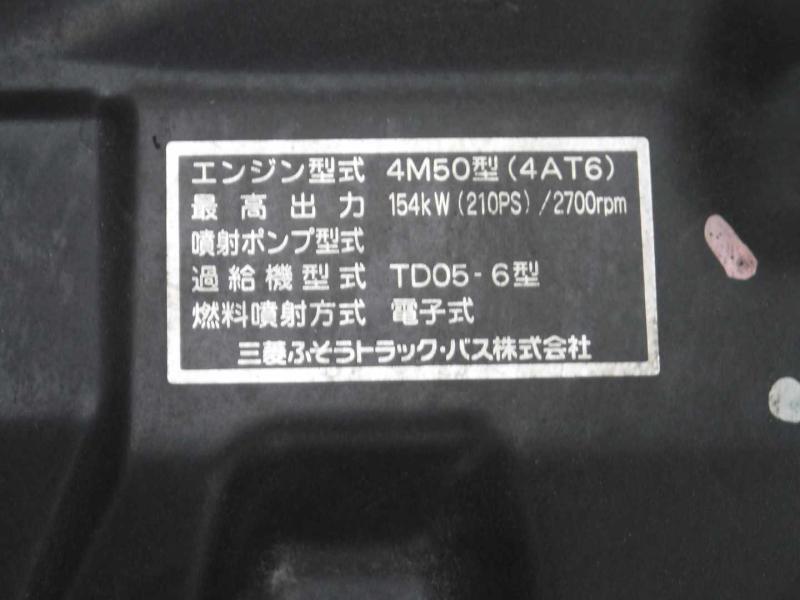 エンジン型式 4M50型(4AT6)
最高出力 154kW(210PS)/2700rpm
噴射ポンプ型式
過給機型式 TD05-6型
燃料噴射方式 電子式
三菱ふそうトラック・バス株式会社